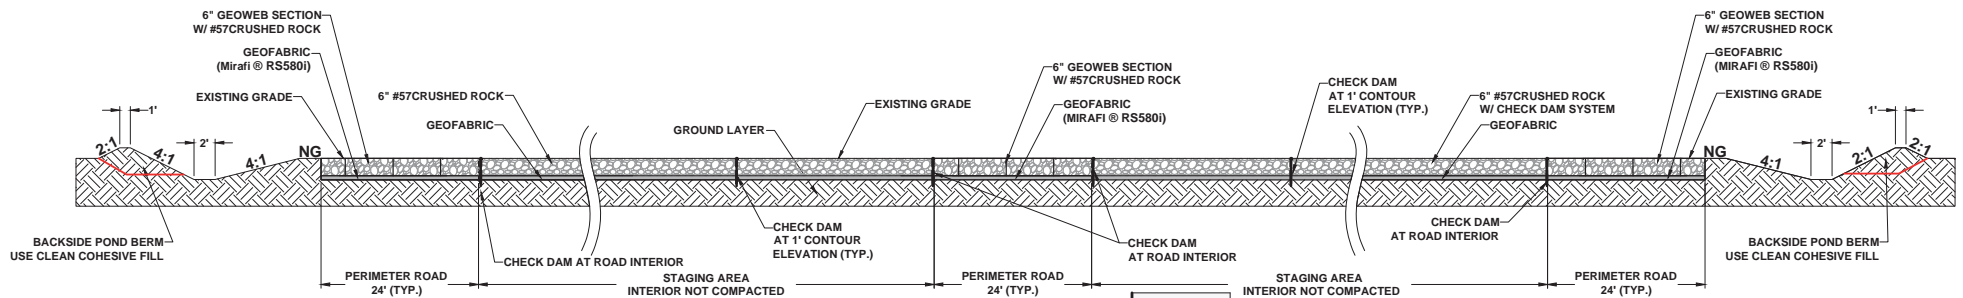 6" GEOWEB SECTION
W/ #57CRUSHED ROCK
GEOFABRIC
(Mirafi ® RS580i)
EXISTING GRADE
6" #57CRUSHED ROCK
GEOFABRIC
GROUND LAYER
EXISTING GRADE
6" GEOWEB SECTION
W/ #57CRUSHED ROCK
GEOFABRIC
(MIRAFI ® RS580i)
CHECK DAM
AT 1' CONTOUR
ELEVATION (TYP.)
6" #57CRUSHED ROCK
W/ CHECK DAM SYSTEM
GEOFABRIC
6" GEOWEB SECTION
W/ #57CRUSHED ROCK
GEOFABRIC
(MIRAFI ® RS580i)
EXISTING GRADE
1'
2:1
4:1
2'
4:1
NG
NG
4:1
2'
2:1
1'
2:1
BACKSIDE POND BERM
USE CLEAN COHESIVE FILL
CHECK DAM AT ROAD INTERIOR
CHECK DAM
AT 1' CONTOUR
ELEVATION (TYP.)
CHECK DAM
AT ROAD INTERIOR
CHECK DAM
AT ROAD INTERIOR
BACKSIDE POND BERM
USE CLEAN COHESIVE FILL
PERIMETER ROAD
24' (TYP.)
STAGING AREA
INTERIOR NOT COMPACTED
PERIMETER ROAD
24' (TYP.)
STAGING AREA
INTERIOR NOT COMPACTED
PERIMETER ROAD
24' (TYP.)